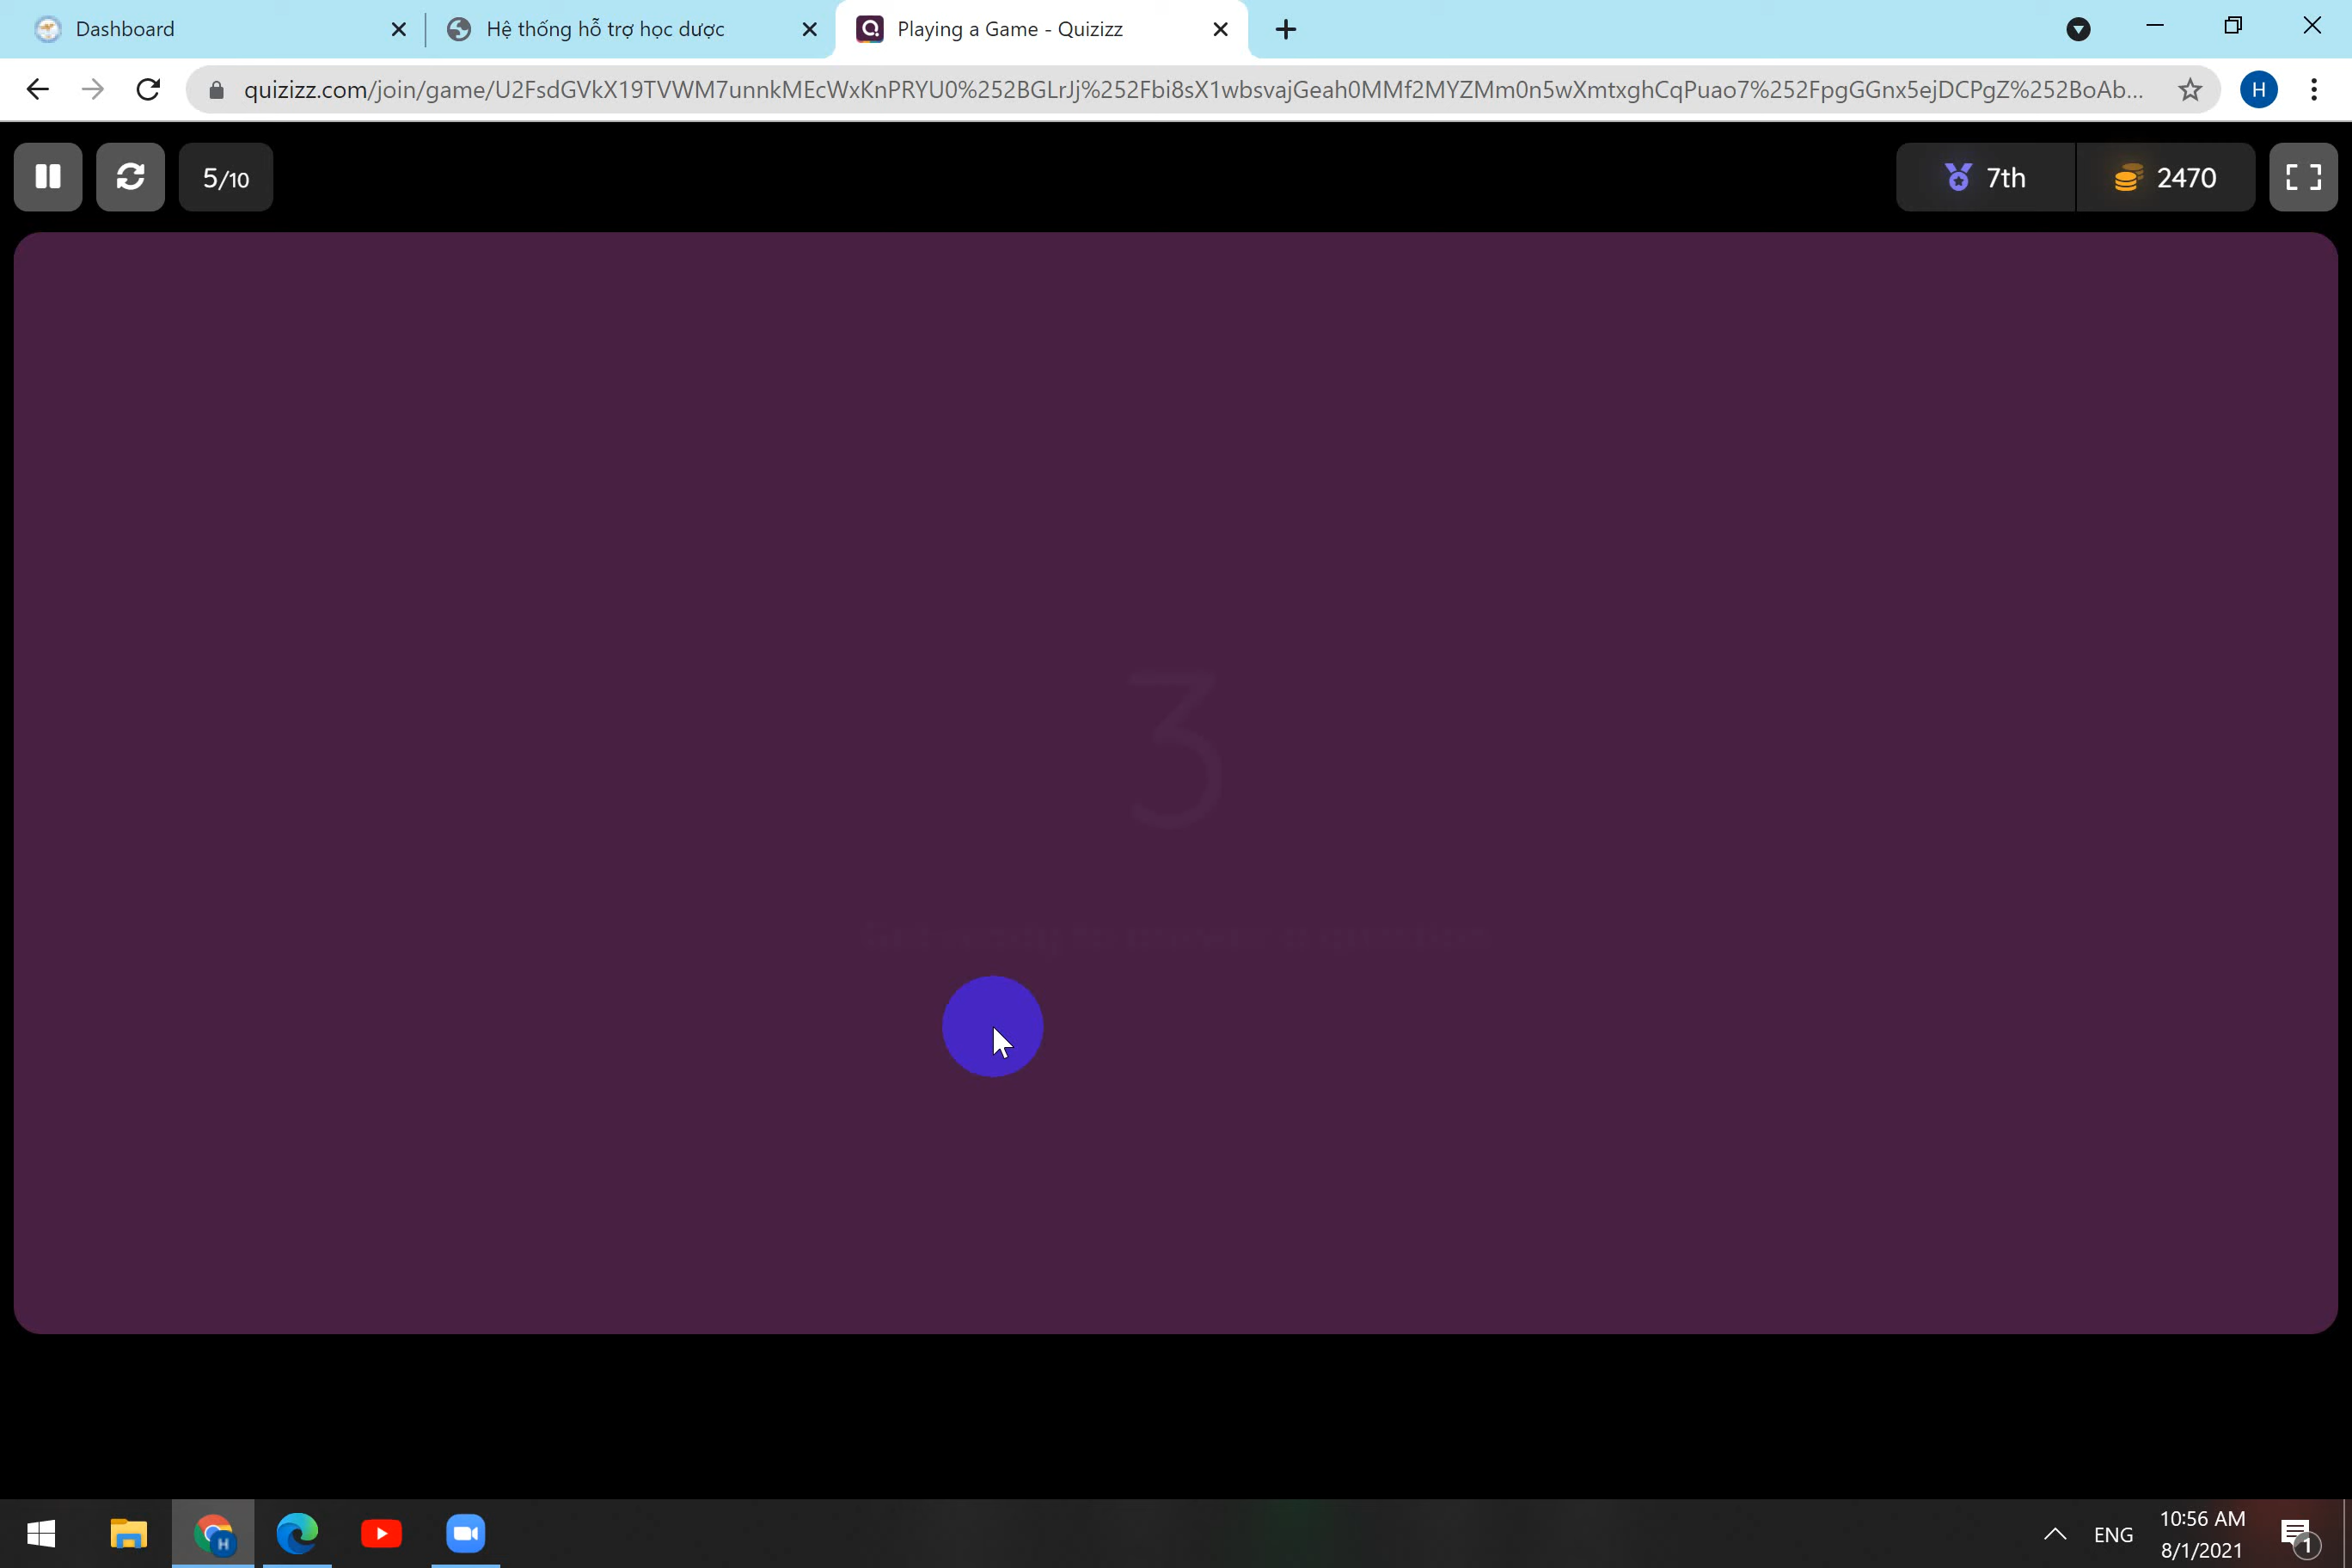 Dashboard
Hệ thống hỗ trợ học dược
Playing a Game - Quizizz
quizizz.com/join/game/U2FsdGVkX19TVWM7unnkMEcWxKnPRYU0%252BGLrJj%252Fbi8sX1wbsvajGeah0MMf2MYZMm0n5wXmtxghCqPuao7%252FpgGGnx5ejDCPgZ%252BoAb...
H
5/10
7th
2470
3
H
ENG
10:56 AM
8/1/2021
1